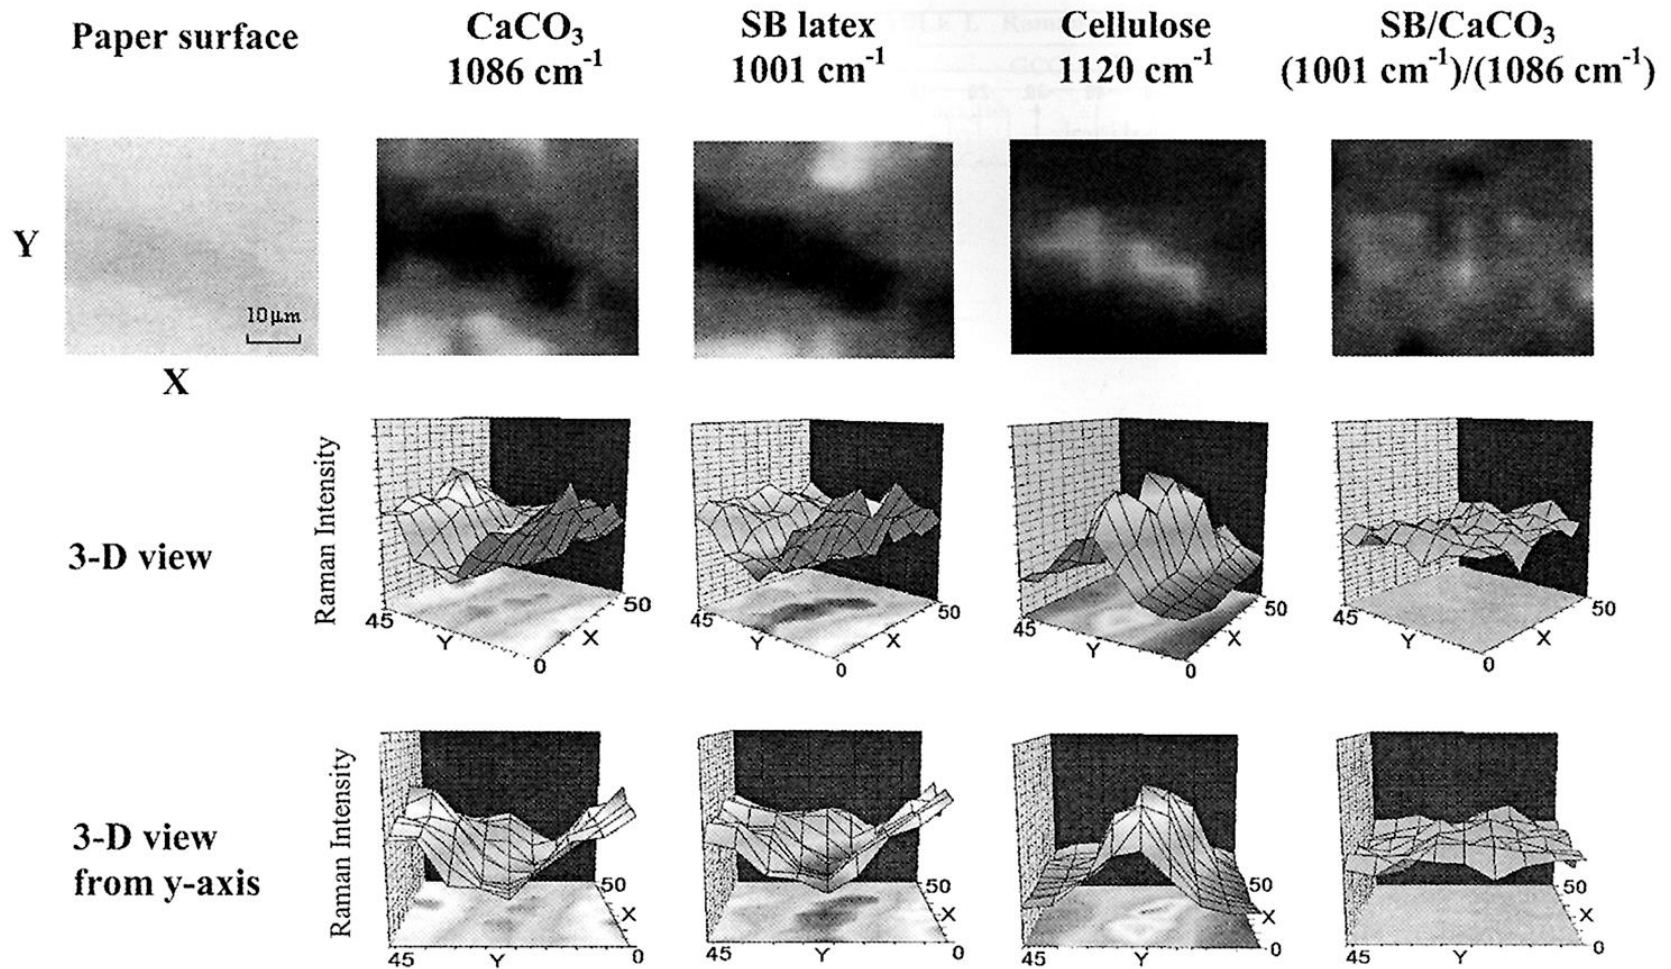 Paper surface
CaCO₃
1086 cm⁻¹
SB latex
1001 cm⁻¹
Cellulose
1120 cm⁻¹
SB/CaCO₃
(1001 cm⁻¹)/(1086 cm⁻¹)
Y
10 μm
X
3-D view
Raman Intensity
45
Y
0
X
50
45
Y
0
X
50
45
Y
0
X
50
45
Y
0
X
50
3-D view
from y-axis
Raman Intensity
45
Y
0
X
50
45
Y
0
X
50
45
Y
0
X
50
45
Y
0
X
50